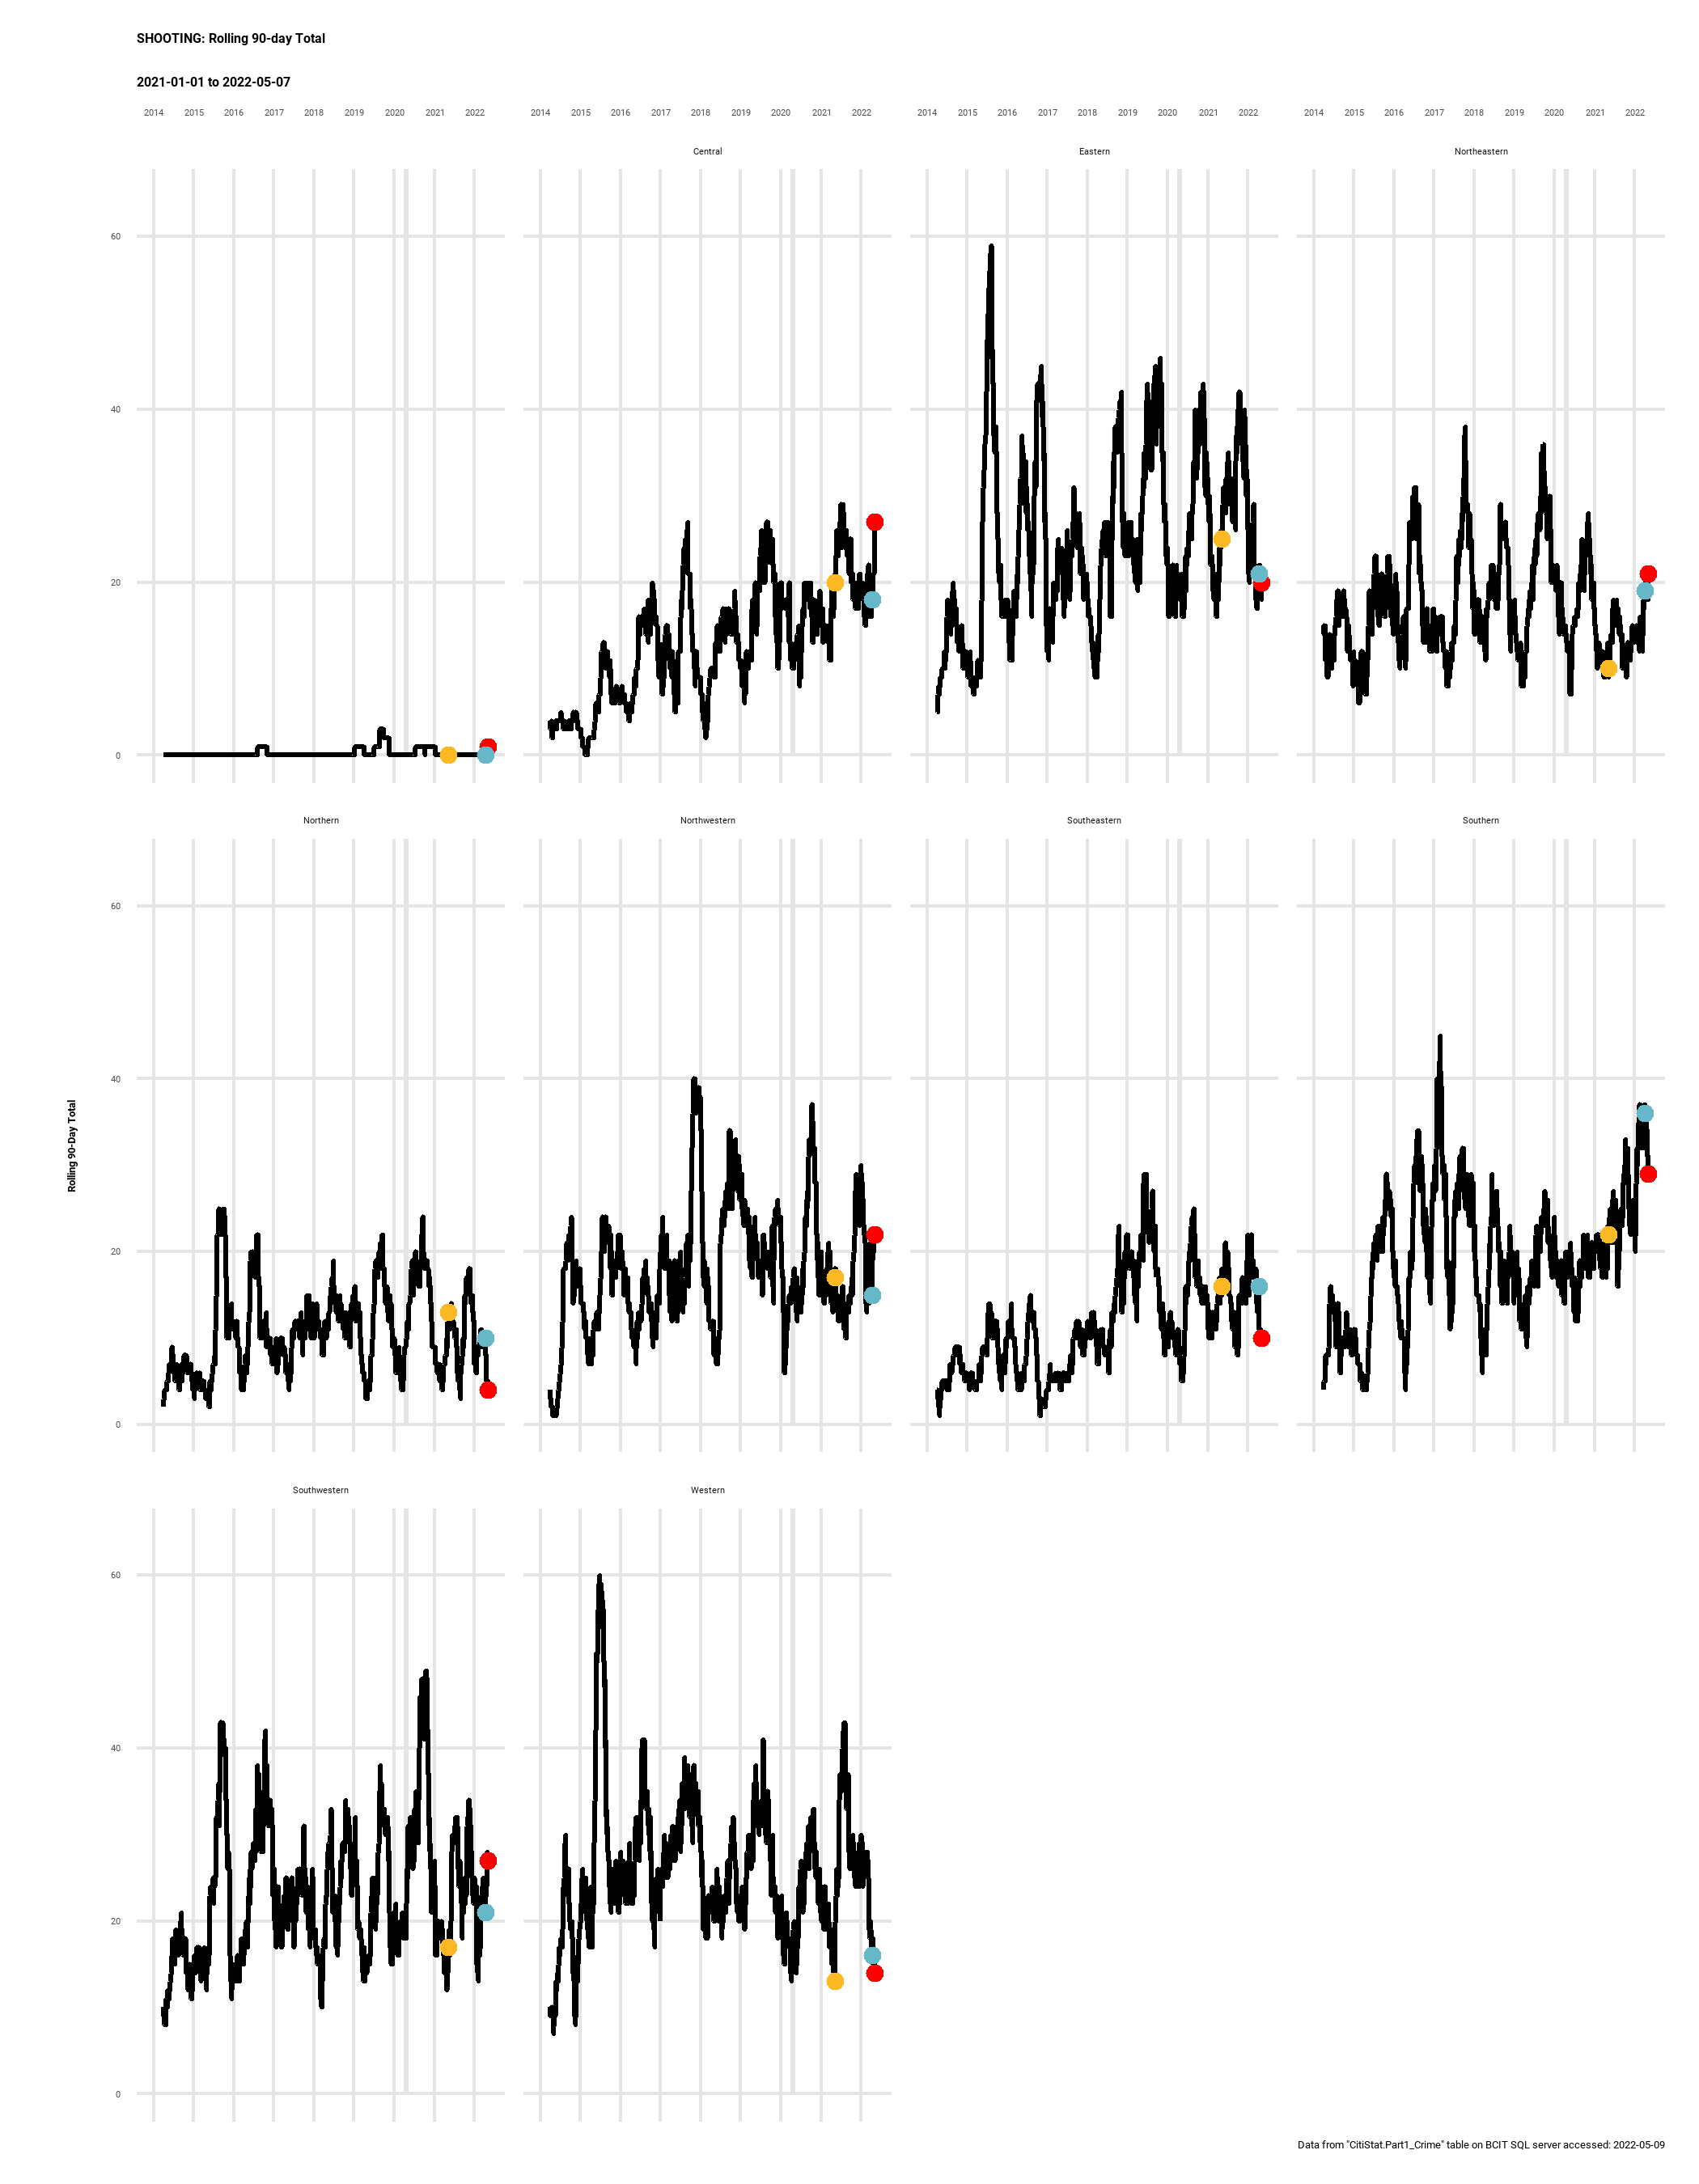 SHOOTING: Rolling 90-day Total
2021-01-01 to 2022-05-07
2014 2015 2016 2017 2018 2019 2020 2021 2022 2014 2015 2016 2017 2018 2019 2020 2021 2022 2014 2015 2016 2017 2018 2019 2020 2021 2022 2014 2015 2016 2017 2018 2019 2020 2021 2022
Central Eastern Northeastern
60
40
20
0
Northern Northwestern Southeastern Southern
60
40
Rolling 90-Day Total
20
0
Southwestern Western
60
40
20
0
Data from "CitiStat.Part1_Crime" table on BCIT SQL server accessed: 2022-05-09